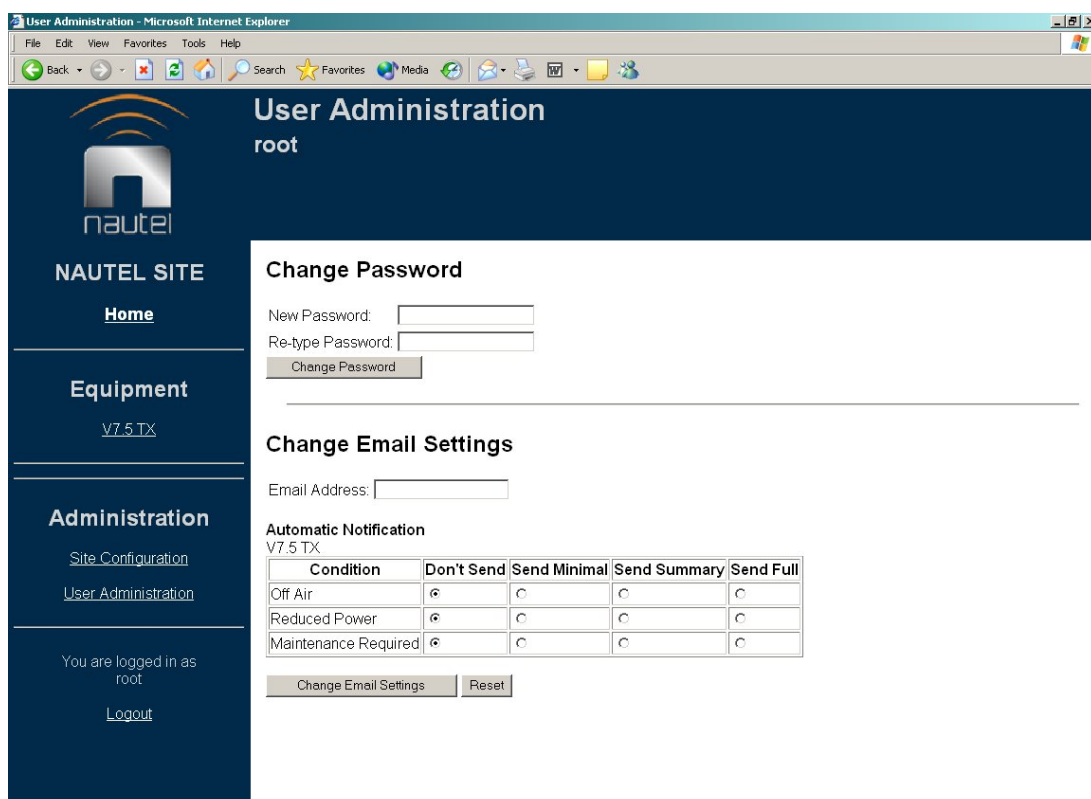 User Administration - Microsoft Internet Explorer
File Edit View Favorites Tools Help
Back Search Favorites Media
User Administration
root
nautel
NAUTEL SITE
Home
Equipment
V7.5 TX
Administration
Site Configuration
User Administration
You are logged in as
root
Logout
Change Password
New Password:
Re-type Password:
Change Password
Change Email Settings
Email Address:
Automatic Notification
V7.5 TX
Condition Don't Send Send Minimal Send Summary Send Full
Off Air
Reduced Power
Maintenance Required
Change Email Settings Reset